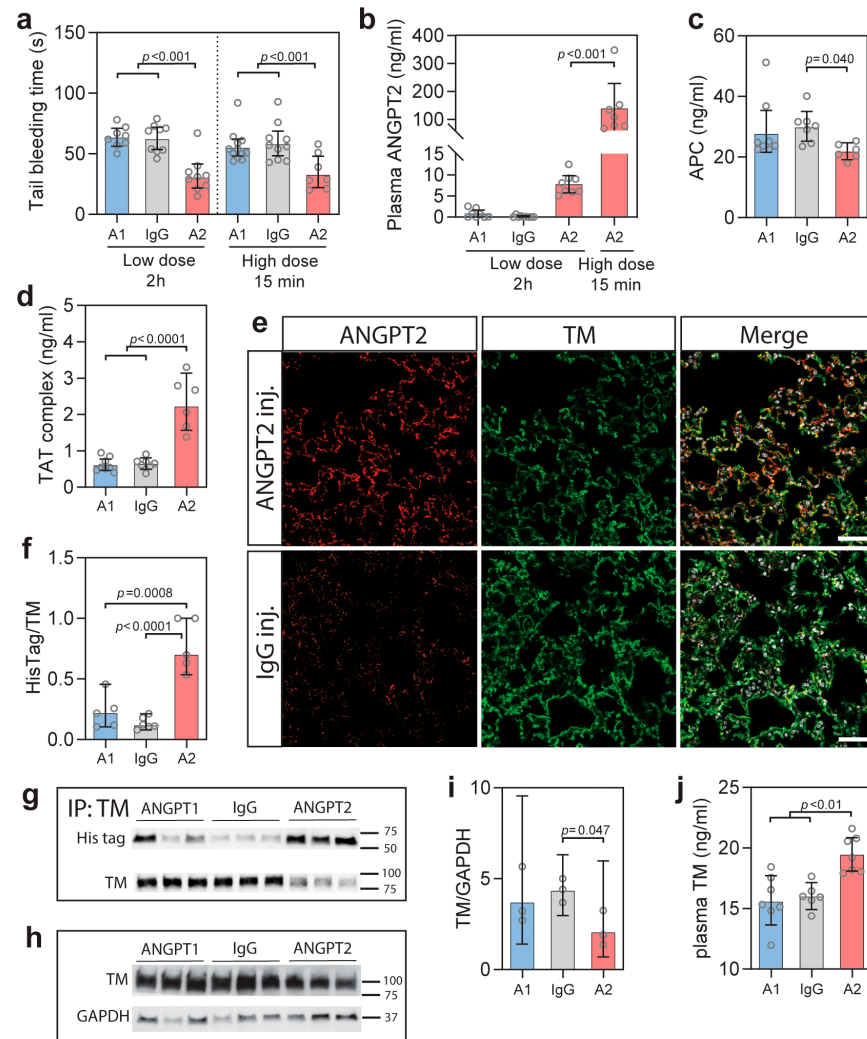 a
Tail bleeding time (s)
150
100
50
0
p<0.001
p<0.001
A1 IgG A2 A1 IgG A2
Low dose High dose
2h 15 min
b
Plasma ANGPT2 (ng/ml)
400
300
200
100
15
10
5
0
p<0.001
A1 IgG A2 A2
Low dose High dose
2h 15 min
c
APC (ng/ml)
60
40
20
0
p=0.040
A1 IgG A2
d
TAT complex (ng/ml)
5
4
3
2
1
0
p<0.0001
A1 IgG A2
e
ANGPT2 TM Merge
ANGPT2 inj.
IgG inj.
f
HisTag/TM
1.5
1.0
0.5
0.0
p=0.0008
p<0.0001
A1 IgG A2
g
IP: TM ANGPT1 IgG ANGPT2
His tag 75
50
TM 100
75
h
ANGPT1 IgG ANGPT2
TM 100
75
GAPDH 37
i
TM/GAPDH
10
5
0
p=0.047
A1 IgG A2
j
plasma TM (ng/ml)
25
20
15
10
p<0.01
A1 IgG A2